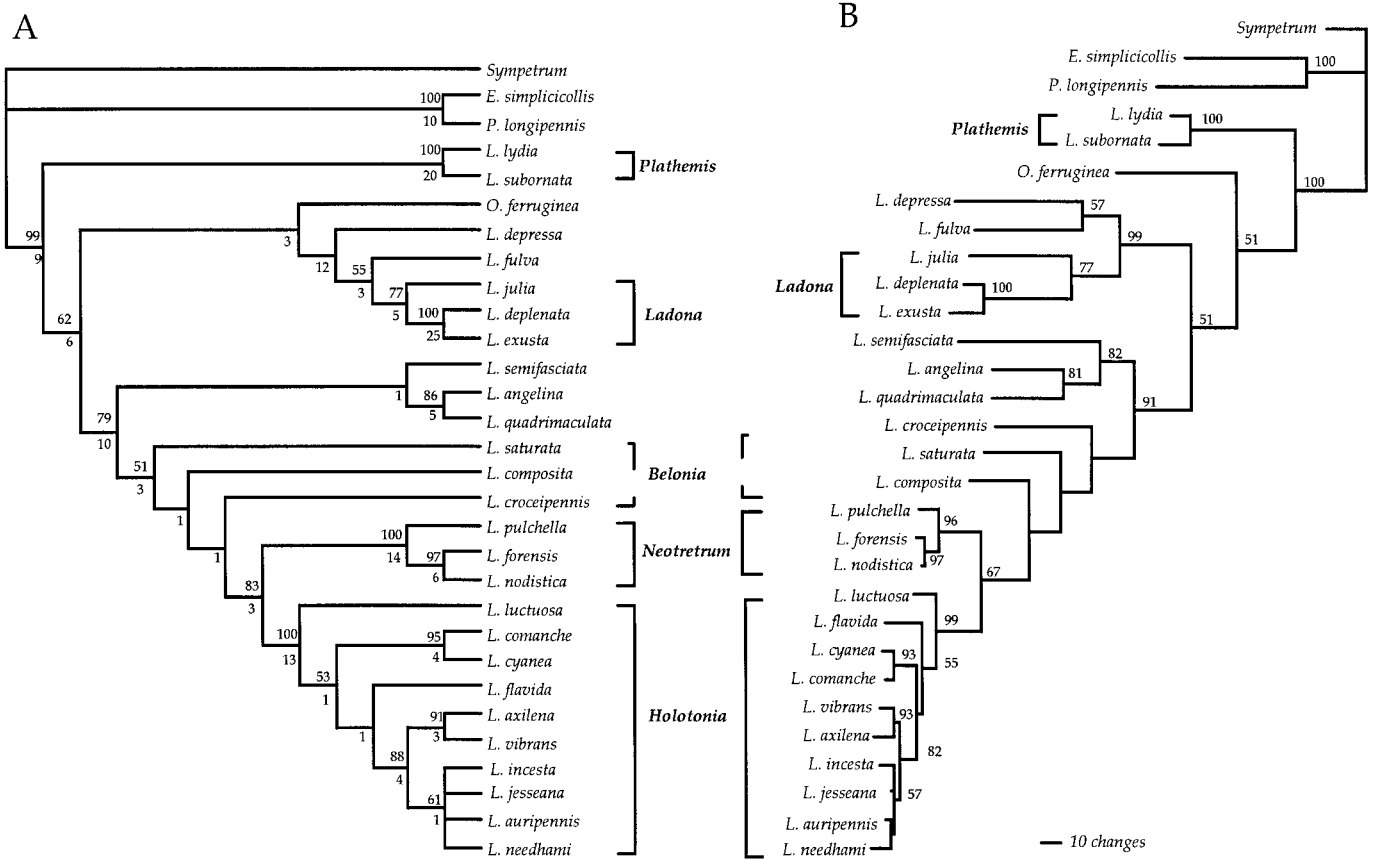 A
Sympetrum
100
E. simplicicollis
10
P. longipennis
100
L. lydia
20
L. subornata
Plathemis
99
9
O. ferruginea
3
L. depressa
12
55
L. fulva
3
77
L. julia
5
100
L. deplenata
25
L. exusta
Ladona
62
6
L. semifasciata
1
86
L. angelina
5
L. quadrimaculata
79
10
L. saturata
51
3
L. composita
1
L. croceipennis
Belonia
1
L. pulchella
100
14
97
L. forensis
6
L. nodistica
Neotretrum
83
3
L. luctuosa
100
13
95
L. comanche
4
L. cyanea
53
1
L. flavida
1
91
L. axilena
3
L. vibrans
88
4
L. incesta
L. jesseana
61
1
L. auripennis
L. needhami
Holotonia
B
Sympetrum
E. simplicicollis
100
P. longipennis
L. lydia
100
Plathemis
L. subornata
100
O. ferruginea
51
L. depressa
57
L. fulva
99
L. julia
77
Ladona
L. deplenata
100
L. exusta
51
L. semifasciata
82
L. angelina
81
L. quadrimaculata
91
L. croceipennis
L. saturata
L. composita
L. pulchella
96
L. forensis
97
L. nodistica
67
L. luctuosa
99
L. flavida
55
L. cyanea
93
L. comanche
L. vibrans
93
L. axilena
82
L. incesta
L. jesseana
57
L. auripennis
L. needhami
10 changes